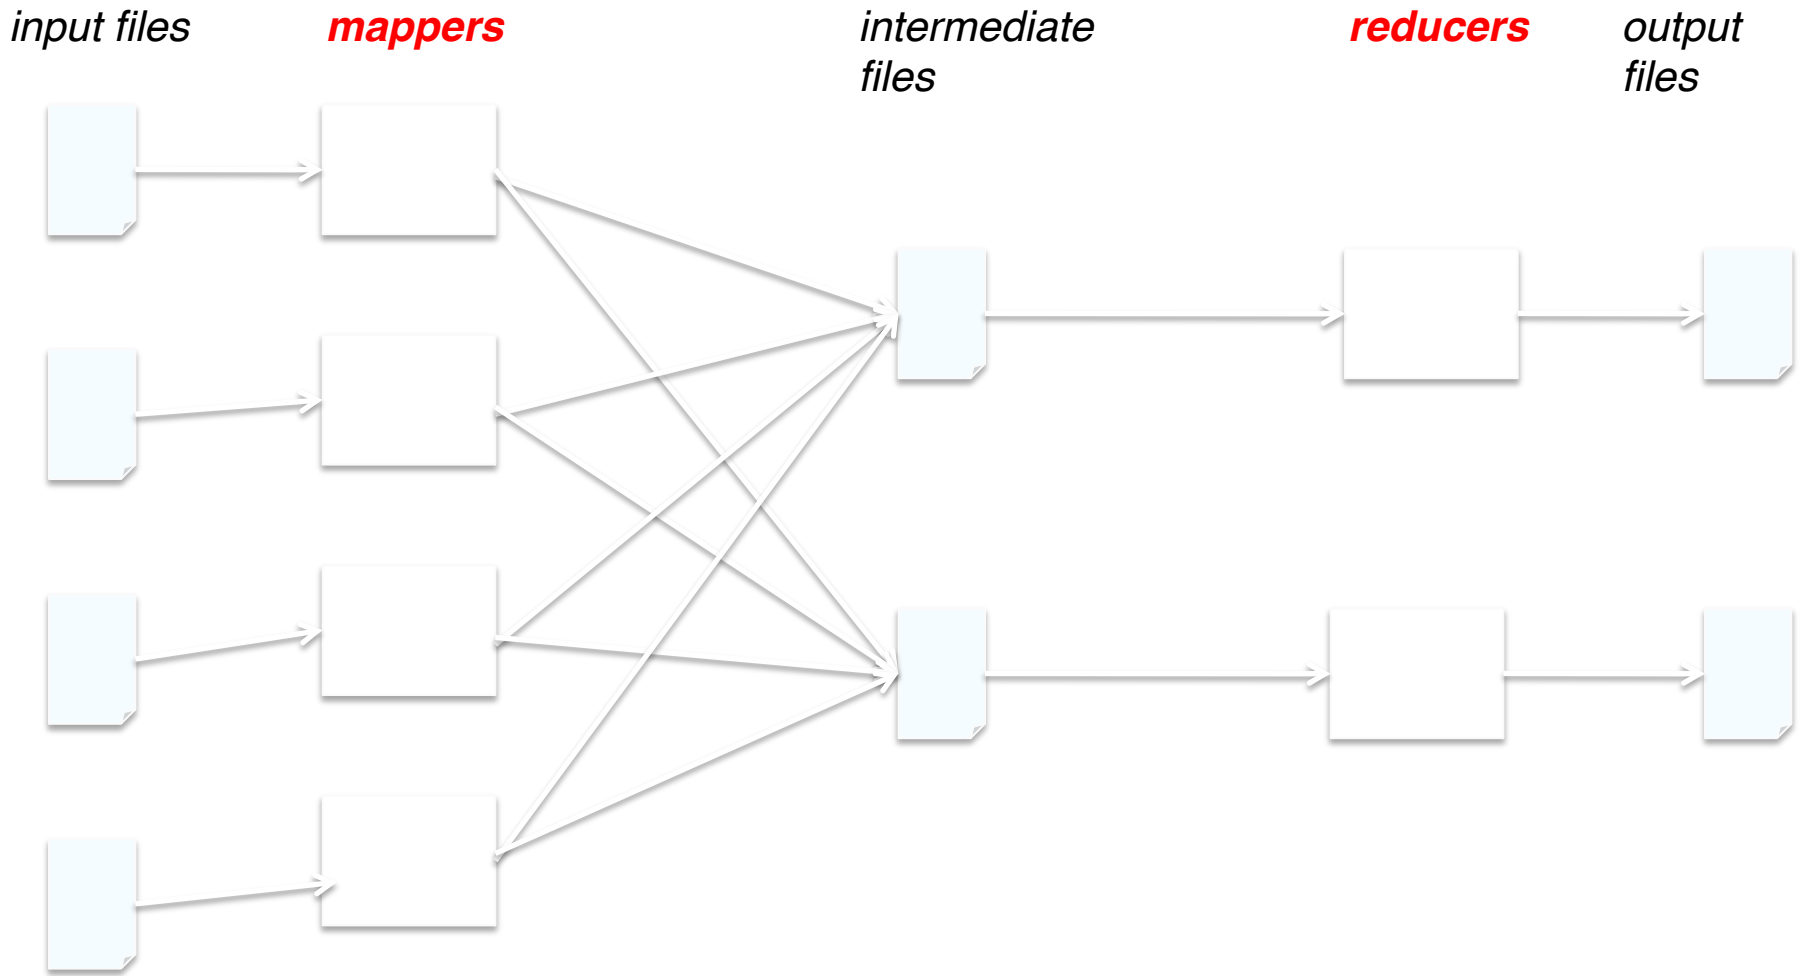 input files
mappers
intermediate
files
reducers
output
files